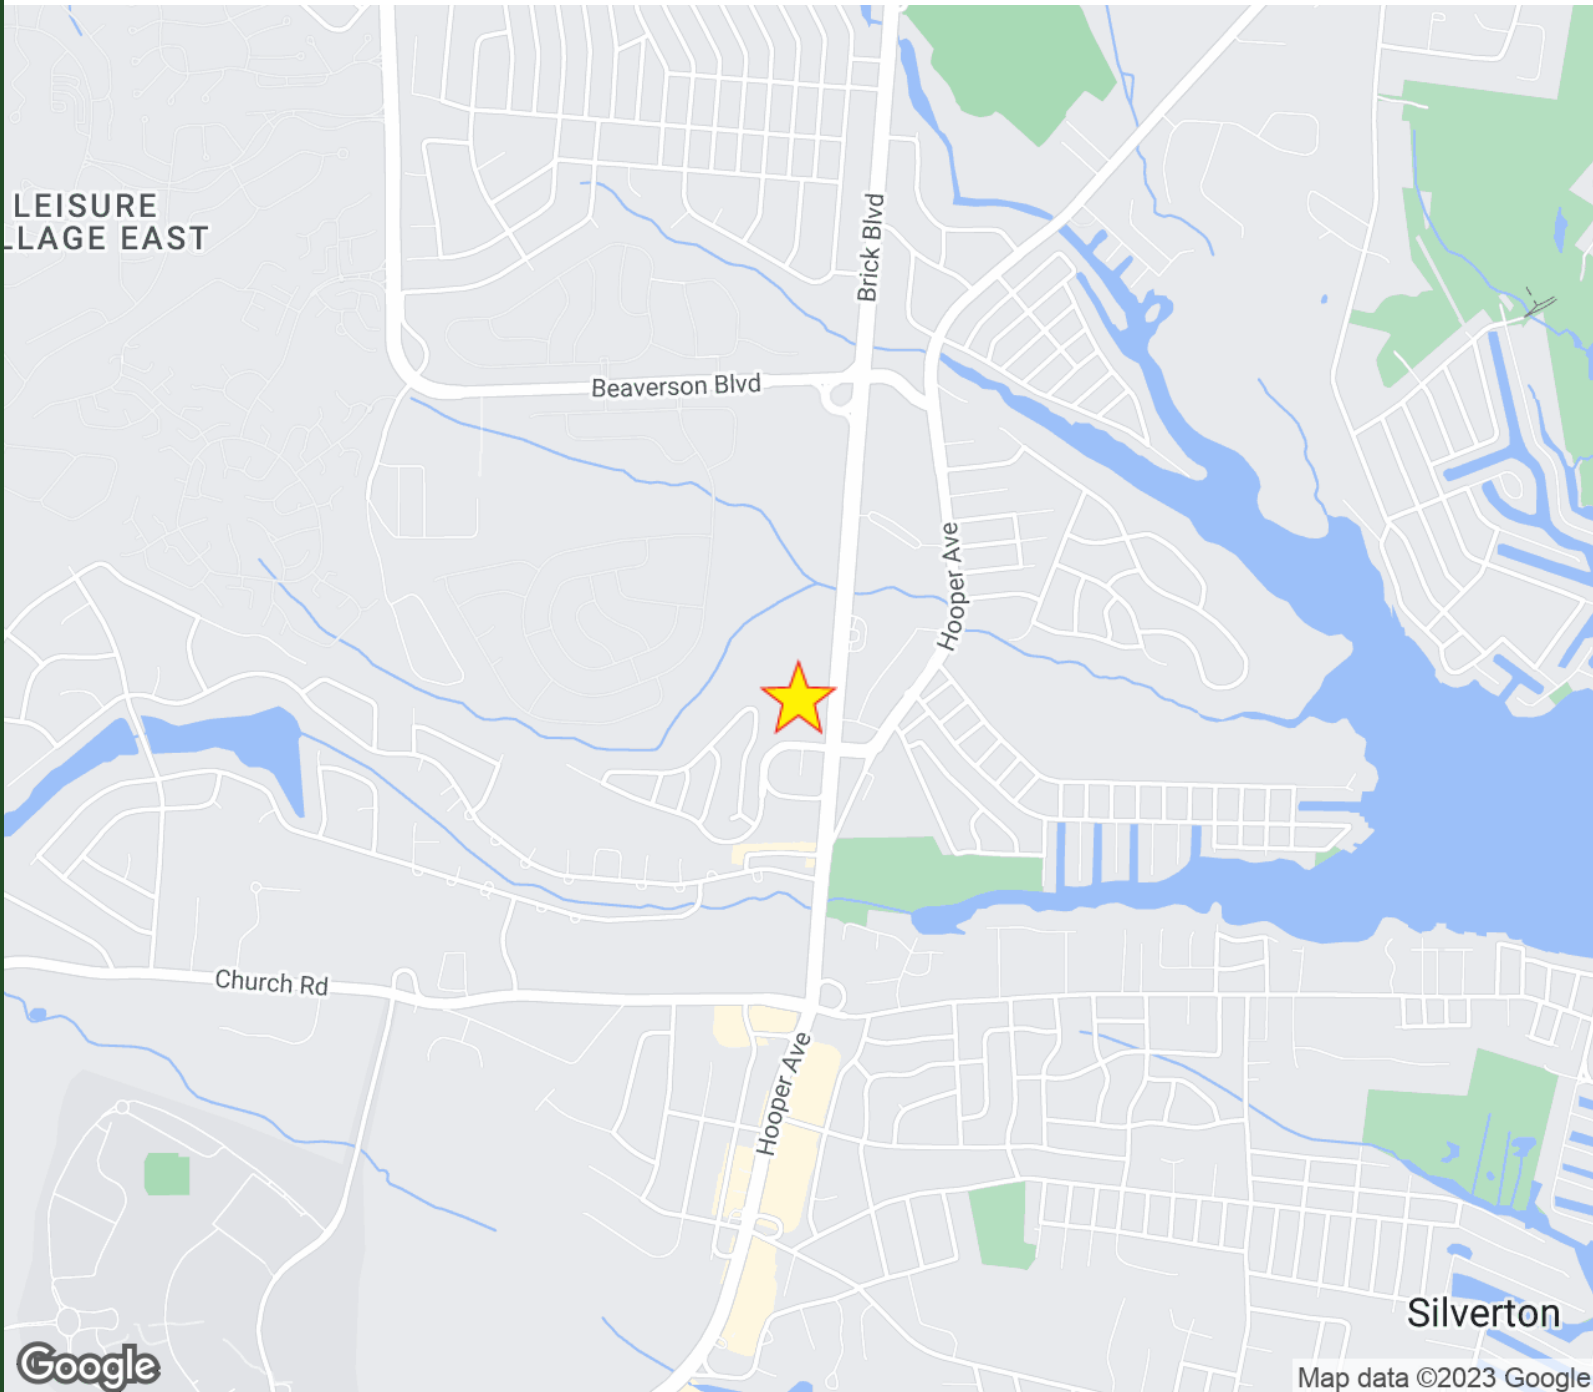 LEISURE
LLAGE EAST
Brick Blvd
Beaverson Blvd
Hooper Ave
Church Rd
Hooper Ave
Silverton
Google
Map data ©2023 Google